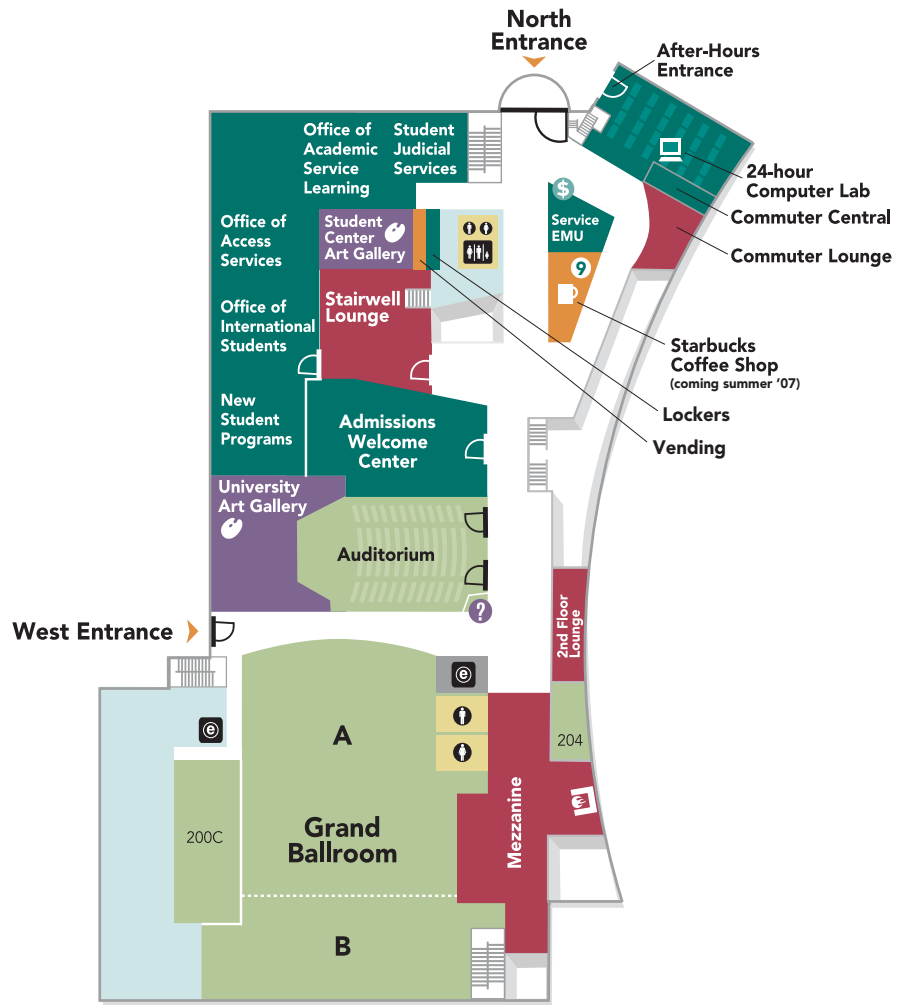 North
Entrance
After-Hours
Entrance
Office of
Academic
Service
Learning
Student
Judicial
Services
24-hour
Computer Lab
Commuter Central
Commuter Lounge
$
Service
EMU
9
Office of
Access
Services
Student
Center
Art Gallery
Stairwell
Lounge
Office of
International
Students
Starbucks
Coffee Shop
(coming summer '07)
Lockers
Vending
New
Student
Programs
Admissions
Welcome
Center
University
Art Gallery
Auditorium
?
West Entrance
2nd Floor
Lounge
e
e
A
204
Mezzanine
200C
Grand
Ballroom
B